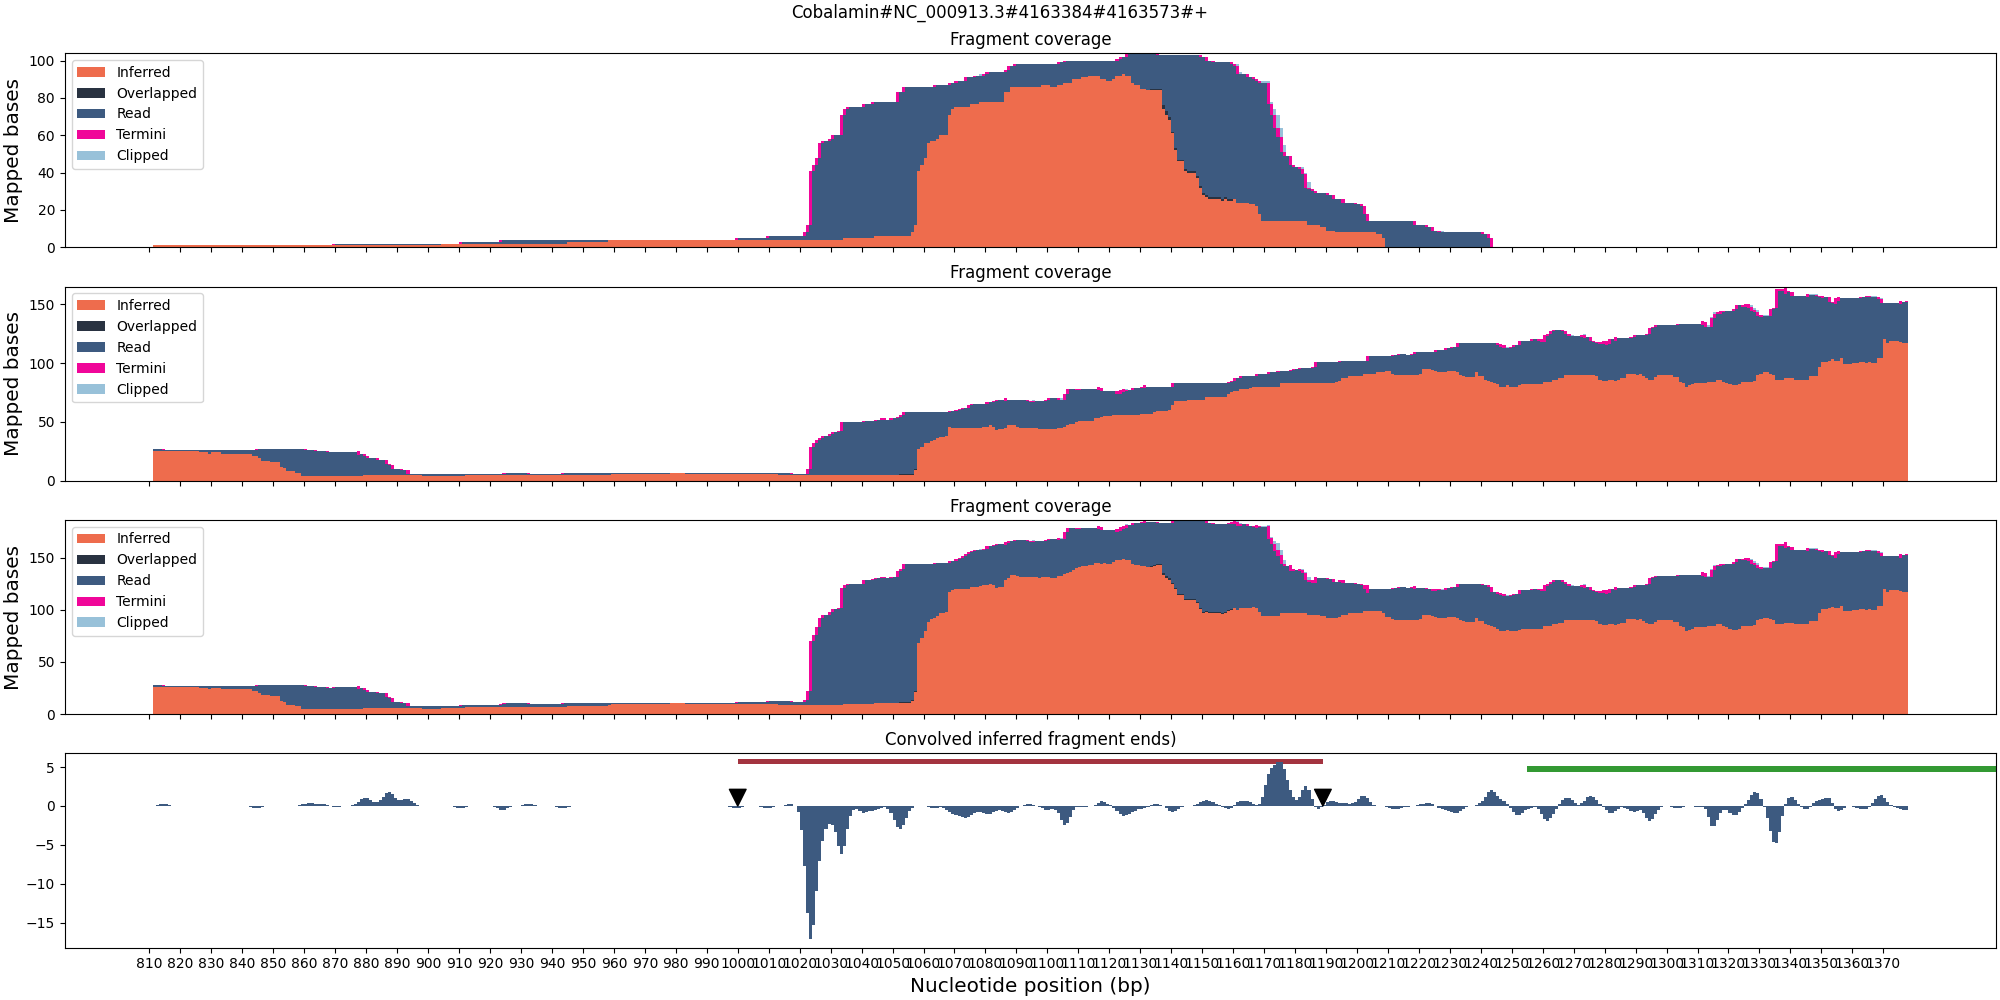 Cobalamin#NC_000913.3#4163384#4163573#+
Fragment coverage
Mapped bases
100
80
60
40
20
0
Inferred
Overlapped
Read
Termini
Clipped
Fragment coverage
Mapped bases
150
100
50
0
Inferred
Overlapped
Read
Termini
Clipped
Fragment coverage
Mapped bases
150
100
50
0
Inferred
Overlapped
Read
Termini
Clipped
Convolved inferred fragment ends)
5
0
−5
−10
−15
810 820 830 840 850 860 870 880 890 900 910 920 930 940 950 960 970 980 990 1000 1010 1020 1030 1040 1050 1060 1070 1080 1090 1100 1110 1120 1130 1140 1150 1160 1170 1180 1190 1200 1210 1220 1230 1240 1250 1260 1270 1280 1290 1300 1310 1320 1330 1340 1350 1360 1370
Nucleotide position (bp)